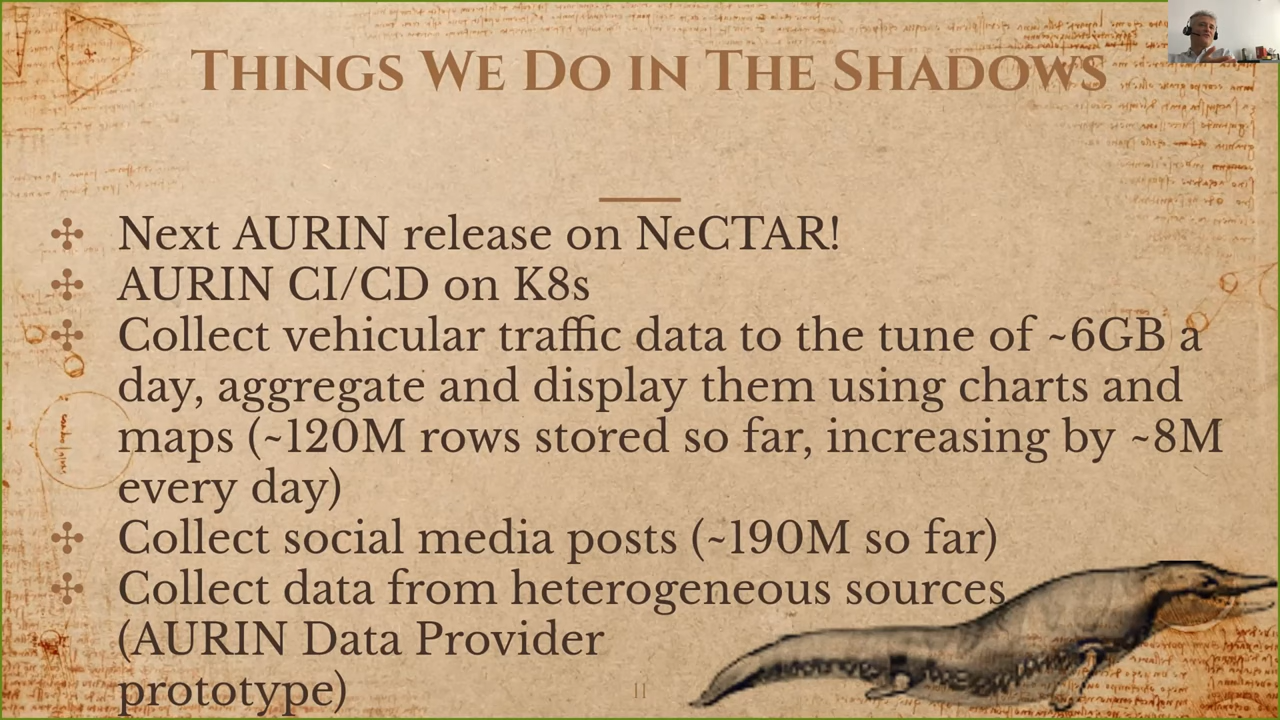 Things We Do in The Shadows
Next AURIN release on NeCTAR!
AURIN CI/CD on K8s
Collect vehicular traffic data to the tune of ~6GB a
day, aggregate and display them using charts and
maps (~120M rows stored so far, increasing by ~8M
every day)
Collect social media posts (~190M so far)
Collect data from heterogeneous sources
(AURIN Data Provider
prototype)
11